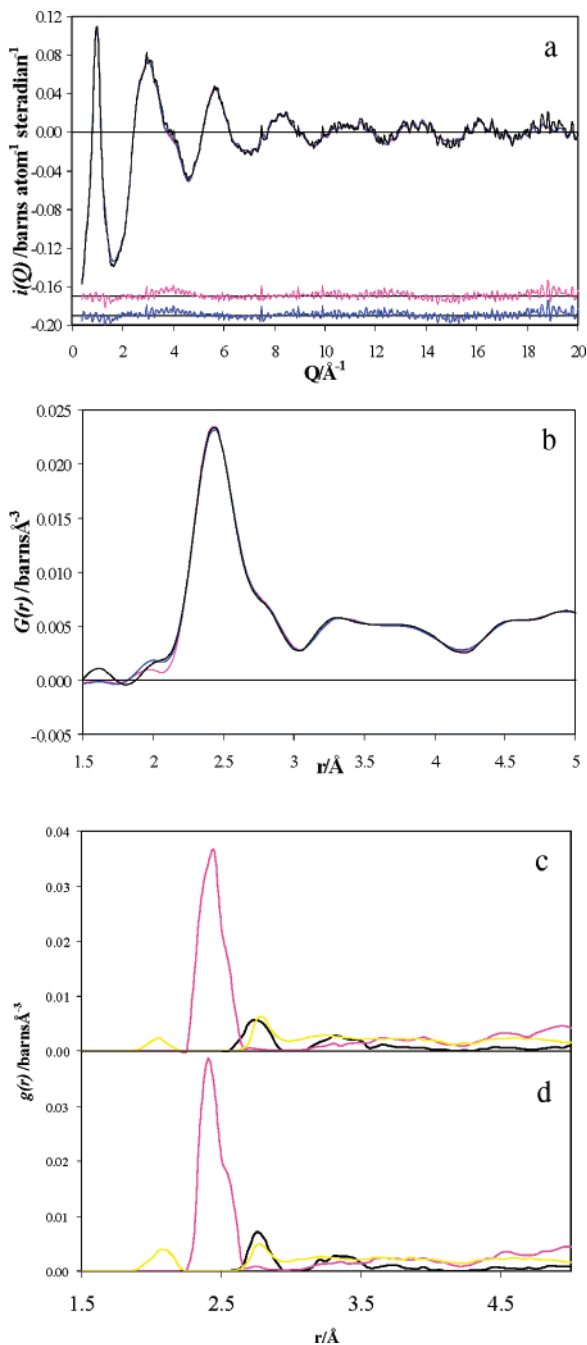 a
0.12
0.08
0.04
0.00
-0.04
-0.08
-0.12
-0.16
-0.20
i(Q) /barns atom¹ steradian⁻¹
0 2 4 6 8 10 12 14 16 18 20
Q/Å⁻¹
b
0.025
0.020
0.015
0.010
0.005
0.000
-0.005
G(r) /barnsÅ⁻³
1.5 2 2.5 3 3.5 4 4.5 5
r/Å
c
0.04
0.03
0.02
0.01
0.00
g(r) /barnsÅ⁻³
d
0.03
0.02
0.01
0.00
1.5 2.5 3.5 4.5
r/Å